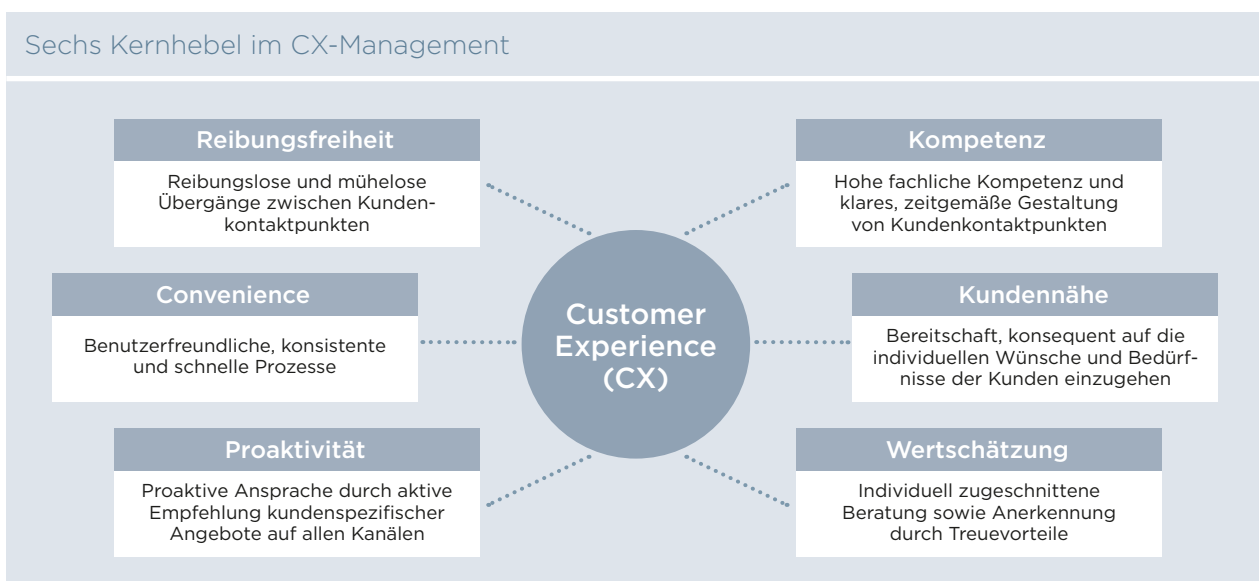 Sechs Kernhebel im CX-Management
Reibungsfreiheit
Reibungslose und mühelose
Übergänge zwischen Kunden-
kontaktpunkten
Convenience
Benutzerfreundliche, konsistente
und schnelle Prozesse
Proaktivität
Proaktive Ansprache durch aktive
Empfehlung kundenspezifischer
Angebote auf allen Kanälen
Customer
Experience
(CX)
Kompetenz
Hohe fachliche Kompetenz und
klares, zeitgemäße Gestaltung
von Kundenkontaktpunkten
Kundennähe
Bereitschaft, konsequent auf die
individuellen Wünsche und Bedürf-
nisse der Kunden einzugehen
Wertschätzung
Individuell zugeschnittene
Beratung sowie Anerkennung
durch Treuevorteile